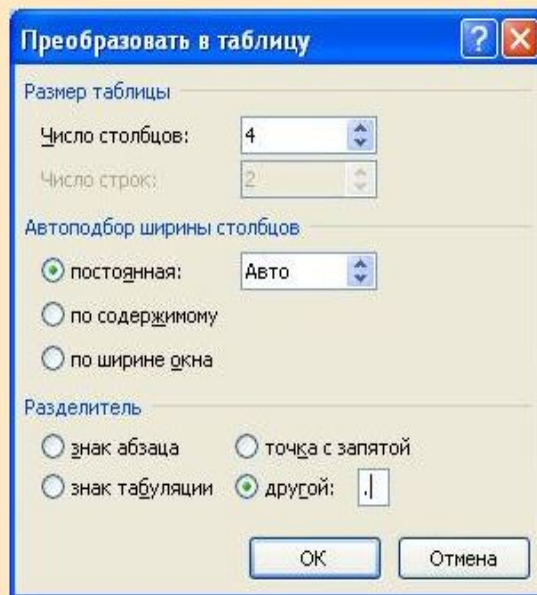 Преобразовать в таблицу
Размер таблицы
Число столбцов: 4
Число строк: 2
Автоподбор ширины столбцов
постоянная: Авто
по содержимому
по ширине окна
Разделитель
знак абзаца точка с запятой
знак табуляции другой: .
ОК Отмена